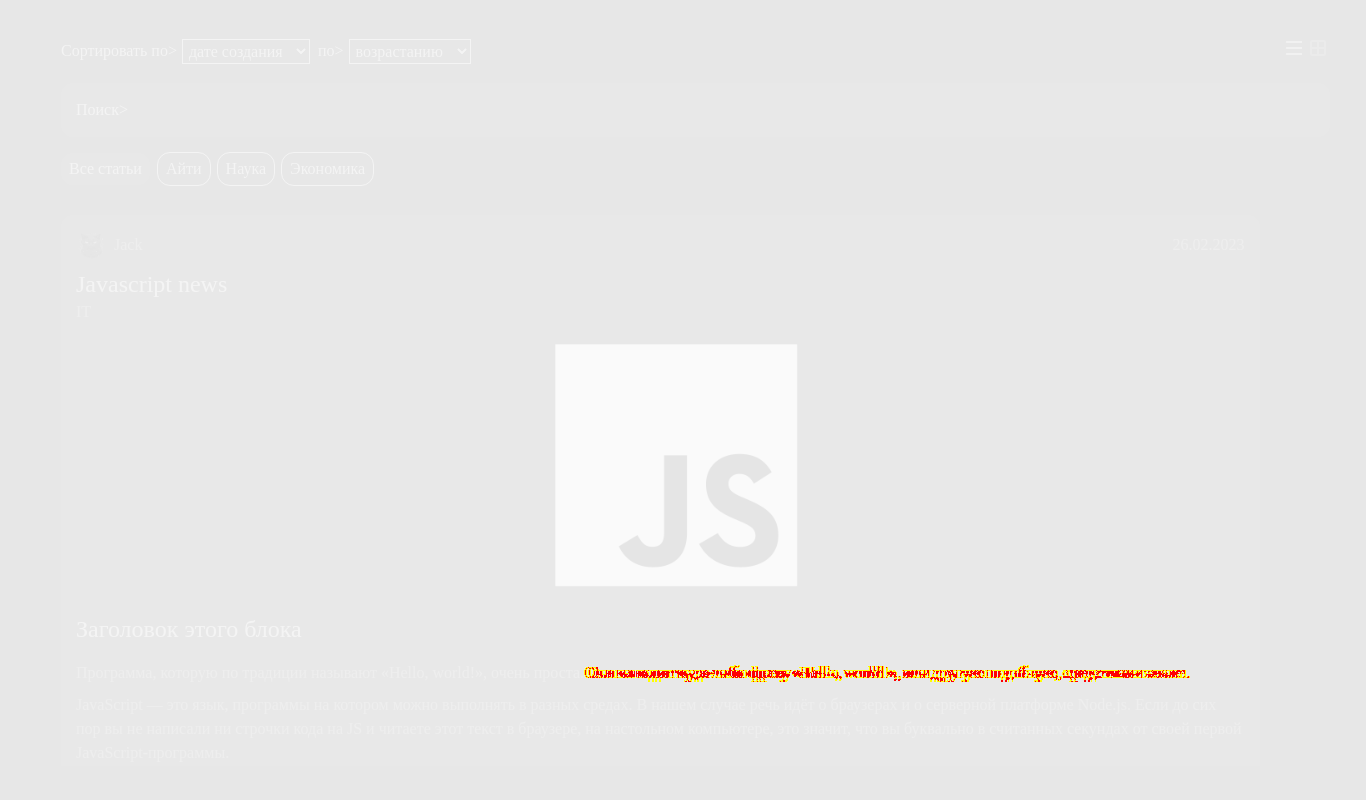 Сортировать по> дате создания по> возрастанию
Поиск>
Все статьи Айти Наука Экономика
Jack 26.02.2022
Javascript news
JS
Заголовок этого блока
Программа, которую по традиции называют «Hello, world!», очень проста.
JavaScript — это язык, программы на котором можно выполнять в разных средах. В нашем случае речь идёт о браузерах и о серверной платформе Node.js. Если до сих
пор вы не написали ни строчки кода на JS и читаете этот текст в браузере, на настольном компьютере, это значит, что вы буквально в считанных секундах от своей первой
JavaScript-программы.